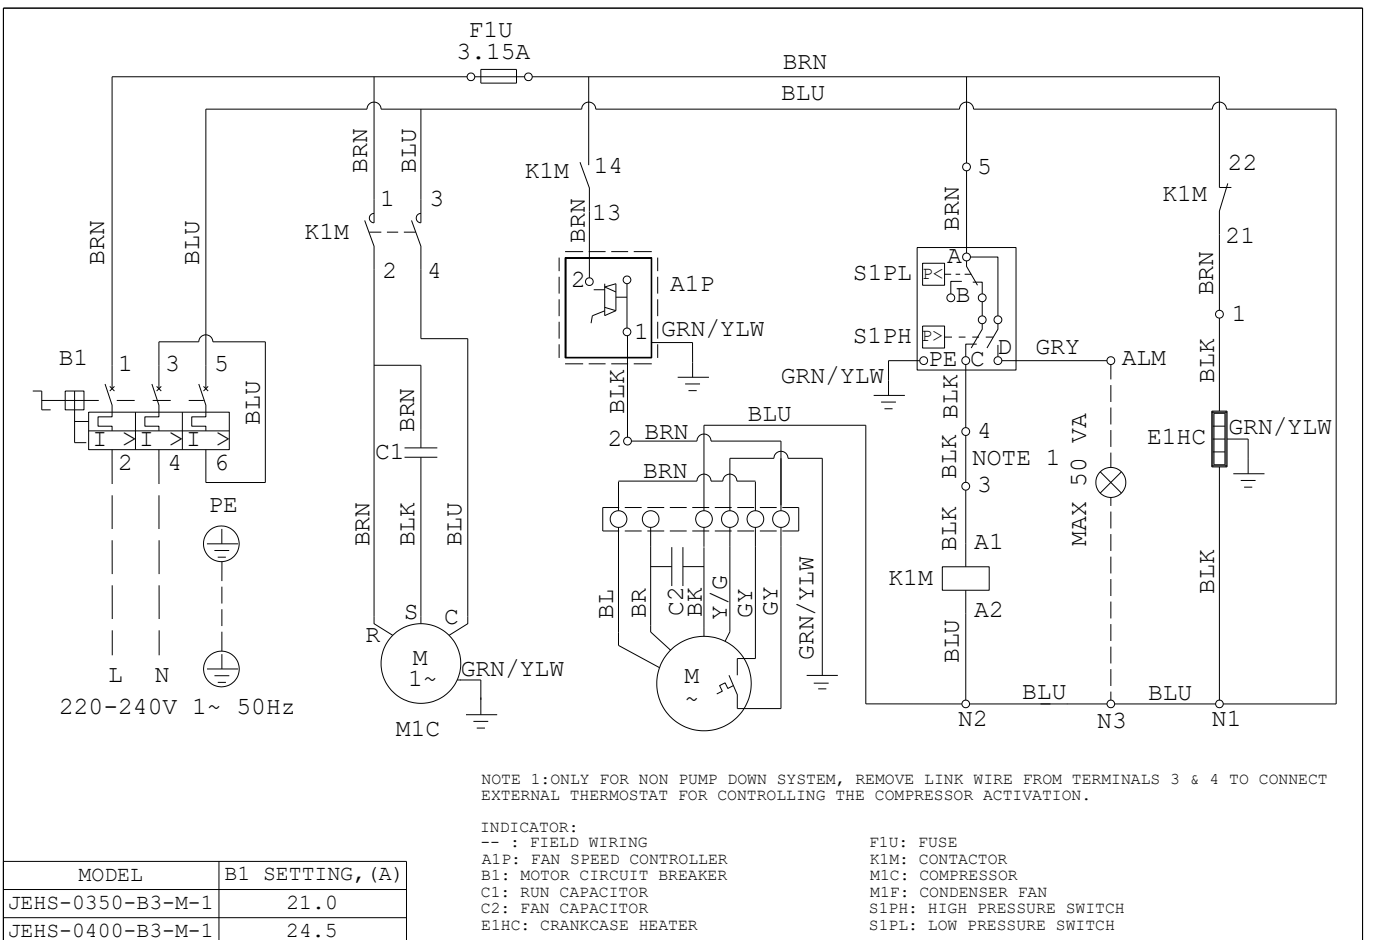 F1U
3.15A
BRN
BLU
BRN
BLU
BRN
BLU
1
3
K1M
2
4
K1M
14
BRN
13
2
A1P
1
GRN/YLW
BLK
5
BRN
A
S1PL
P<
B
S1PH
P>
PE
C
D
GRY
ALM
GRN/YLW
22
K1M
21
BRN
1
BLK
E1HC
GRN/YLW
BLK
B1
1
3
5
BLU
I >
I >
I >
2
4
6
PE
L
N
220-240V 1~ 50Hz
BRN
C1
BRN
BLK
BLU
R
S
C
M
1~
GRN/YLW
M1C
2
BRN
BLU
BRN
BL
BR
C2
BK
Y/G
GY
GY
GRN/YLW
M
~
BLK
4
BLK
NOTE 1
3
BLK
A1
K1M
A2
BLU
MAX 50 VA
BLU
BLU
N2
N3
N1
NOTE 1:ONLY FOR NON PUMP DOWN SYSTEM, REMOVE LINK WIRE FROM TERMINALS 3 & 4 TO CONNECT
EXTERNAL THERMOSTAT FOR CONTROLLING THE COMPRESSOR ACTIVATION.
INDICATOR:
-- : FIELD WIRING
A1P: FAN SPEED CONTROLLER
B1: MOTOR CIRCUIT BREAKER
C1: RUN CAPACITOR
C2: FAN CAPACITOR
E1HC: CRANKCASE HEATER
F1U: FUSE
K1M: CONTACTOR
M1C: COMPRESSOR
M1F: CONDENSER FAN
S1PH: HIGH PRESSURE SWITCH
S1PL: LOW PRESSURE SWITCH
MODEL B1 SETTING,(A)
JEHS-0350-B3-M-1 21.0
JEHS-0400-B3-M-1 24.5